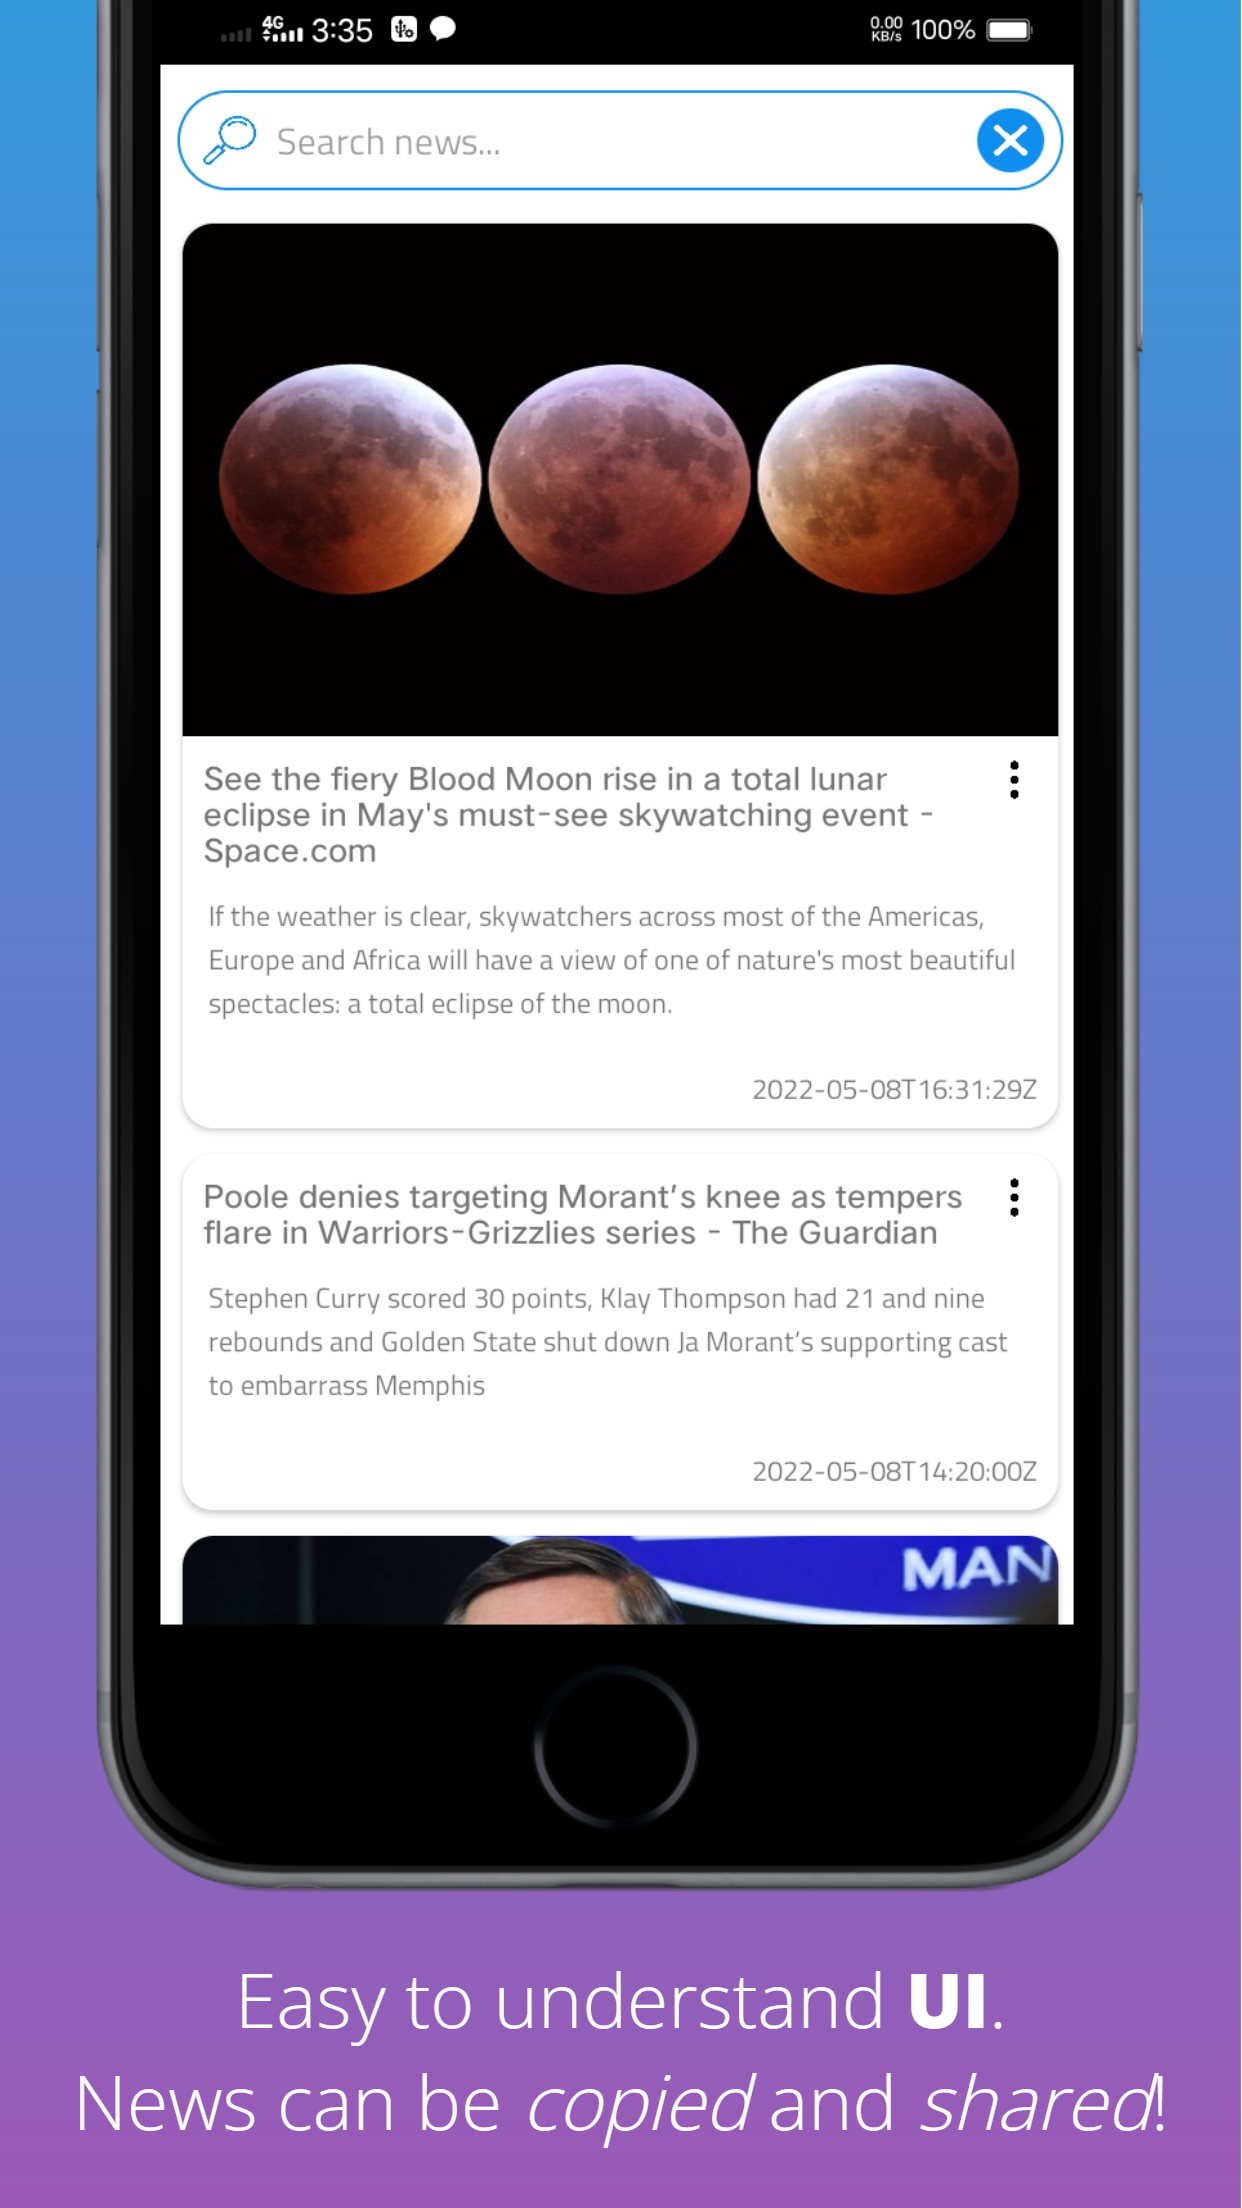 4G 3:35 0.00 KB/s 100%
Search news...
See the fiery Blood Moon rise in a total lunar
eclipse in May's must-see skywatching event -
Space.com
If the weather is clear, skywatchers across most of the Americas,
Europe and Africa will have a view of one of nature's most beautiful
spectacles: a total eclipse of the moon.
2022-05-08T16:31:29Z
Poole denies targeting Morant’s knee as tempers
flare in Warriors-Grizzlies series - The Guardian
Stephen Curry scored 30 points, Klay Thompson had 21 and nine
rebounds and Golden State shut down Ja Morant’s supporting cast
to embarrass Memphis
2022-05-08T14:20:00Z
MAN
Easy to understand UI.
News can be copied and shared!